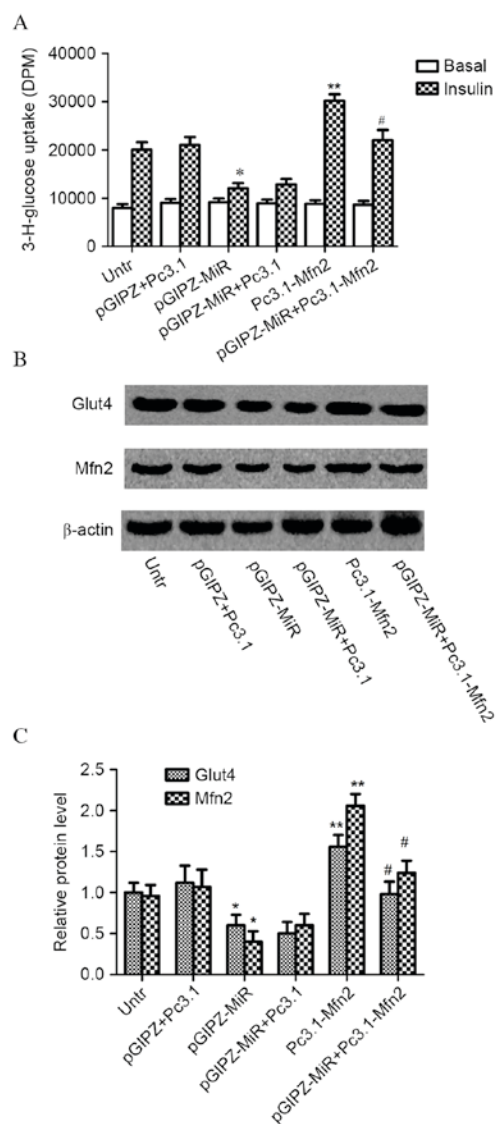 A
3-H-glucose uptake (DPM)
40000
30000
20000
10000
0
Basal
Insulin
*
**
#
Untr
pGIPZ+Pc3.1
pGIPZ-MiR
pGIPZ-MiR+Pc3.1
Pc3.1-Mfn2
pGIPZ-MiR+Pc3.1-Mfn2
B
Glut4
Mfn2
β-actin
Untr
pGIPZ+Pc3.1
pGIPZ-MiR
pGIPZ-MiR+Pc3.1
Pc3.1-Mfn2
pGIPZ-MiR+Pc3.1-Mfn2
C
Relative protein level
2.5
2.0
1.5
1.0
0.5
0.0
Glut4
Mfn2
*
*
**
**
#
#
Untr
pGIPZ+Pc3.1
pGIPZ-MiR
pGIPZ-MiR+Pc3.1
Pc3.1-Mfn2
pGIPZ-MiR+Pc3.1-Mfn2